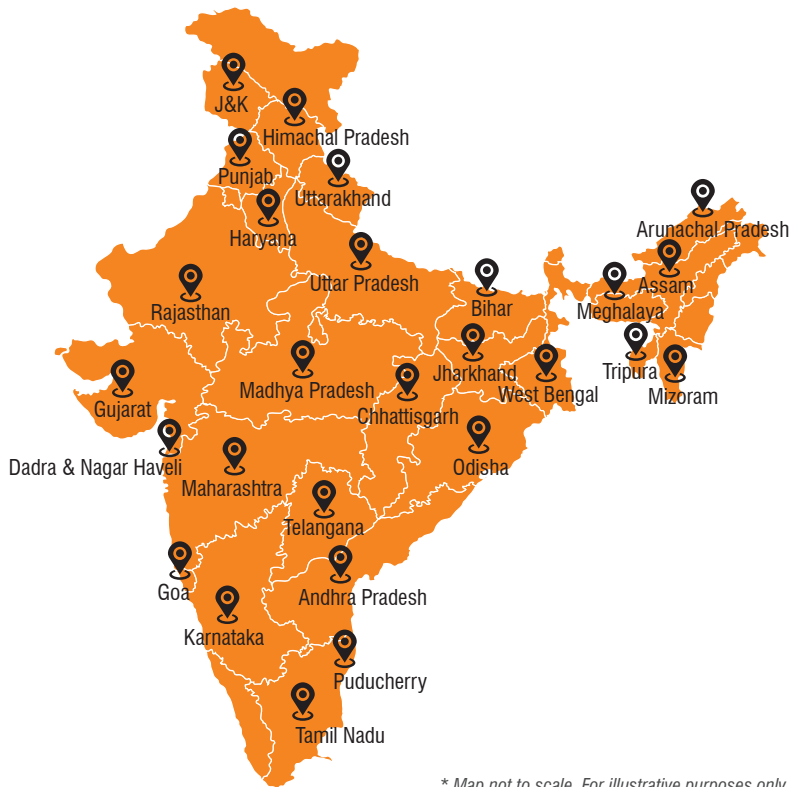 J&K
Himachal Pradesh
Punjab
Uttarakhand
Haryana
Arunachal Pradesh
Uttar Pradesh
Assam
Rasjasthan
Bihar
Meghalaya
Jharkhand
Tripura
Madhya Pradesh
West Bengal
Mizoram
Gujarat
Chhattisgarh
Dadra & Nagar Haveli
Odisha
Maharashtra
Telangana
Goa
Andhra Pradesh
Karnataka
Puducherry
Tamil Nadu
* Map not to scale. For illustrative purposes only